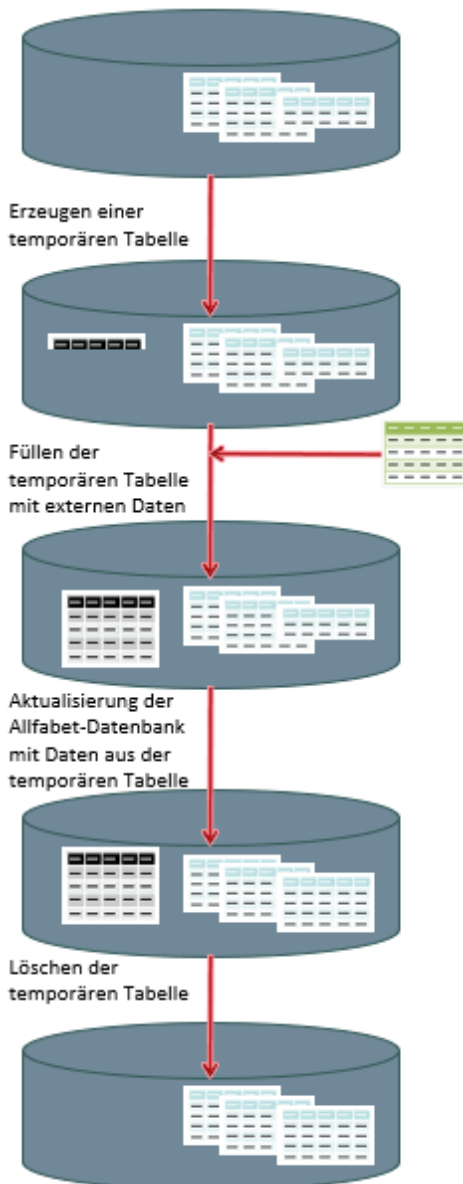 Erzeugen einer
temporären Tabelle
Füllen der
temporären Tabelle
mit externen Daten
Aktualisierung der
Allfabet-Datenbank
mit Daten aus der
temporären Tabelle
Löschen der
temporären Tabelle